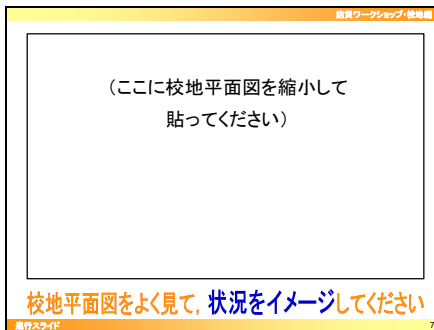 防災ワークショップ・校地編
（ここに校地平面図を縮小して
貼ってください）
校地平面図をよく見て，状況をイメージしてください
進行スライド
7